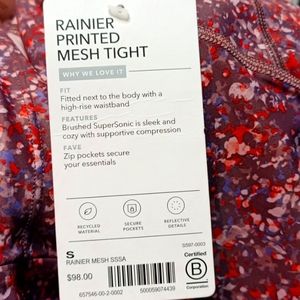 RAINIER
PRINTED
MESH TIGHT
WHY WE LOVE IT
FIT
Fitted next to the body with a
high-rise waistband
FEATURES
Brushed SuperSonic is sleek and
cozy with supportive compression
FAVE
Zip pockets secure
your essentials
RECYCLED
MATERIAL
SECURE
POCKETS
REFLECTIVE
DETAILS
S
RAINIER MESH SSSA
$98.00
S597-0003
657546-00-2-0002
500059074439
Certified
B
Corporation